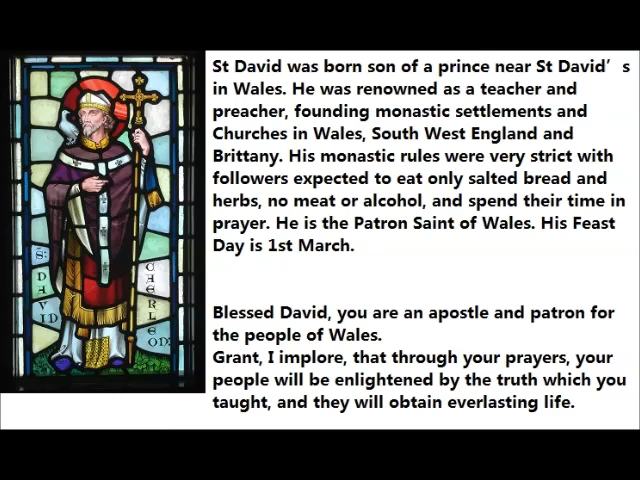 St David was born son of a prince near St David's
in Wales. He was renowned as a teacher and
preacher, founding monastic settlements and
Churches in Wales, South West England and
Brittany. His monastic rules were very strict with
followers expected to eat only salted bread and
herbs, no meat or alcohol, and spend their time in
prayer. He is the Patron Saint of Wales. His Feast
Day is 1st March.
Blessed David, you are an apostle and patron for
the people of Wales.
Grant, I implore, that through your prayers, your
people will be enlightened by the truth which you
taught, and they will obtain everlasting life.
S: DAVID
CAERLEON: